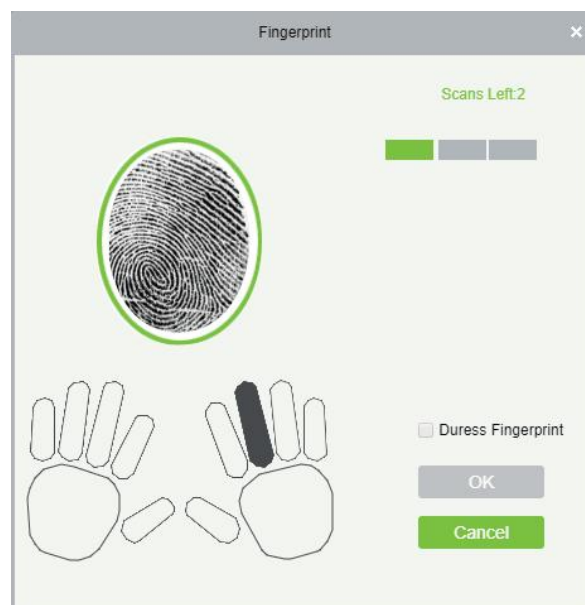 Fingerprint
×
Scans Left:2
Duress Fingerprint
OK
Cancel